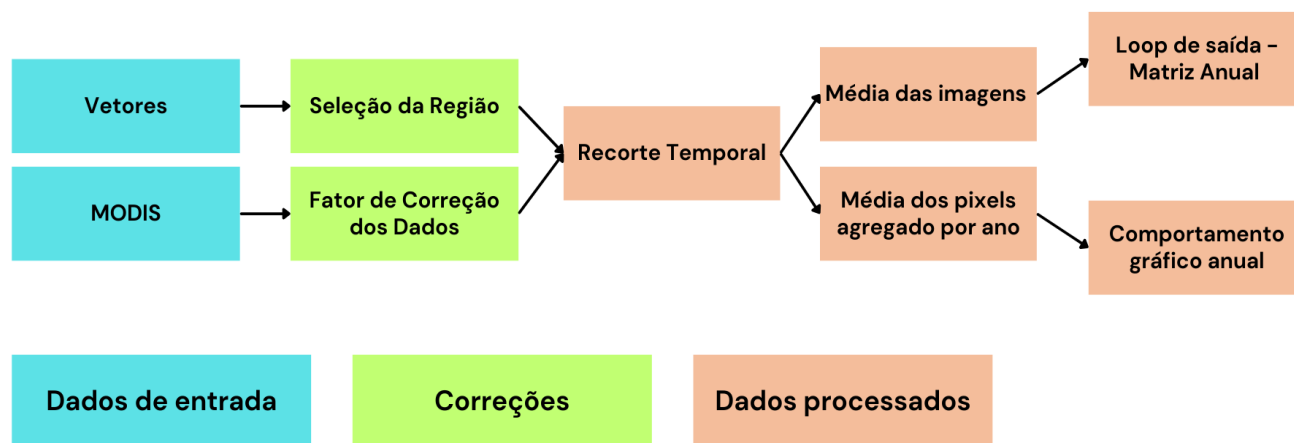 Vetores
MODIS
Seleção da Região
Fator de Correção
dos Dados
Recorte Temporal
Média das imagens
Média dos pixels
agregado por ano
Loop de saída -
Matriz Anual
Comportamento
gráfico anual
Dados de entrada
Correções
Dados processados